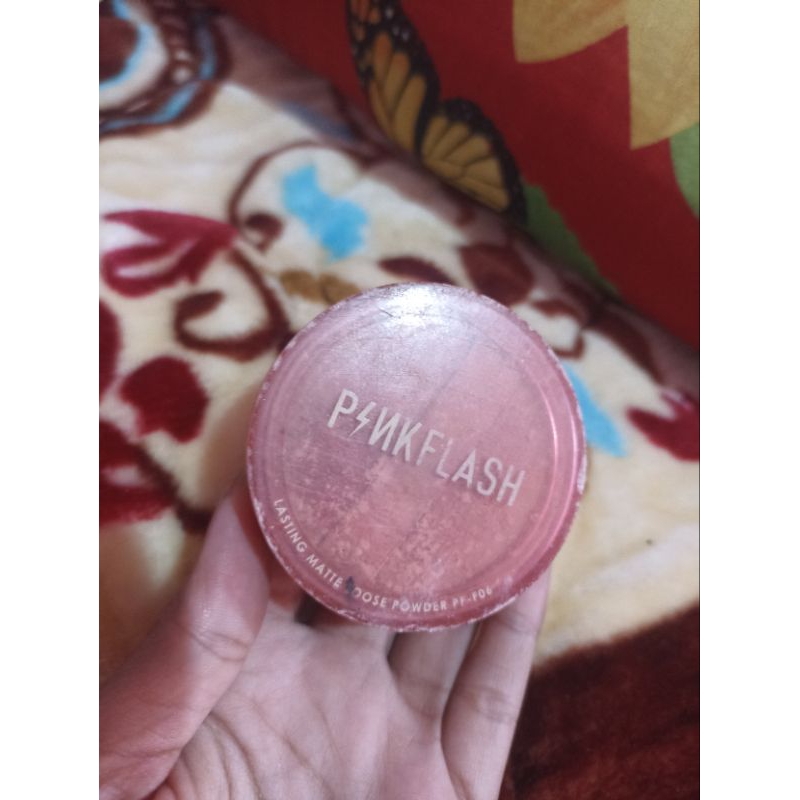 PINKFLASH
LASTING MATTE LOOSE POWDER PF-F06